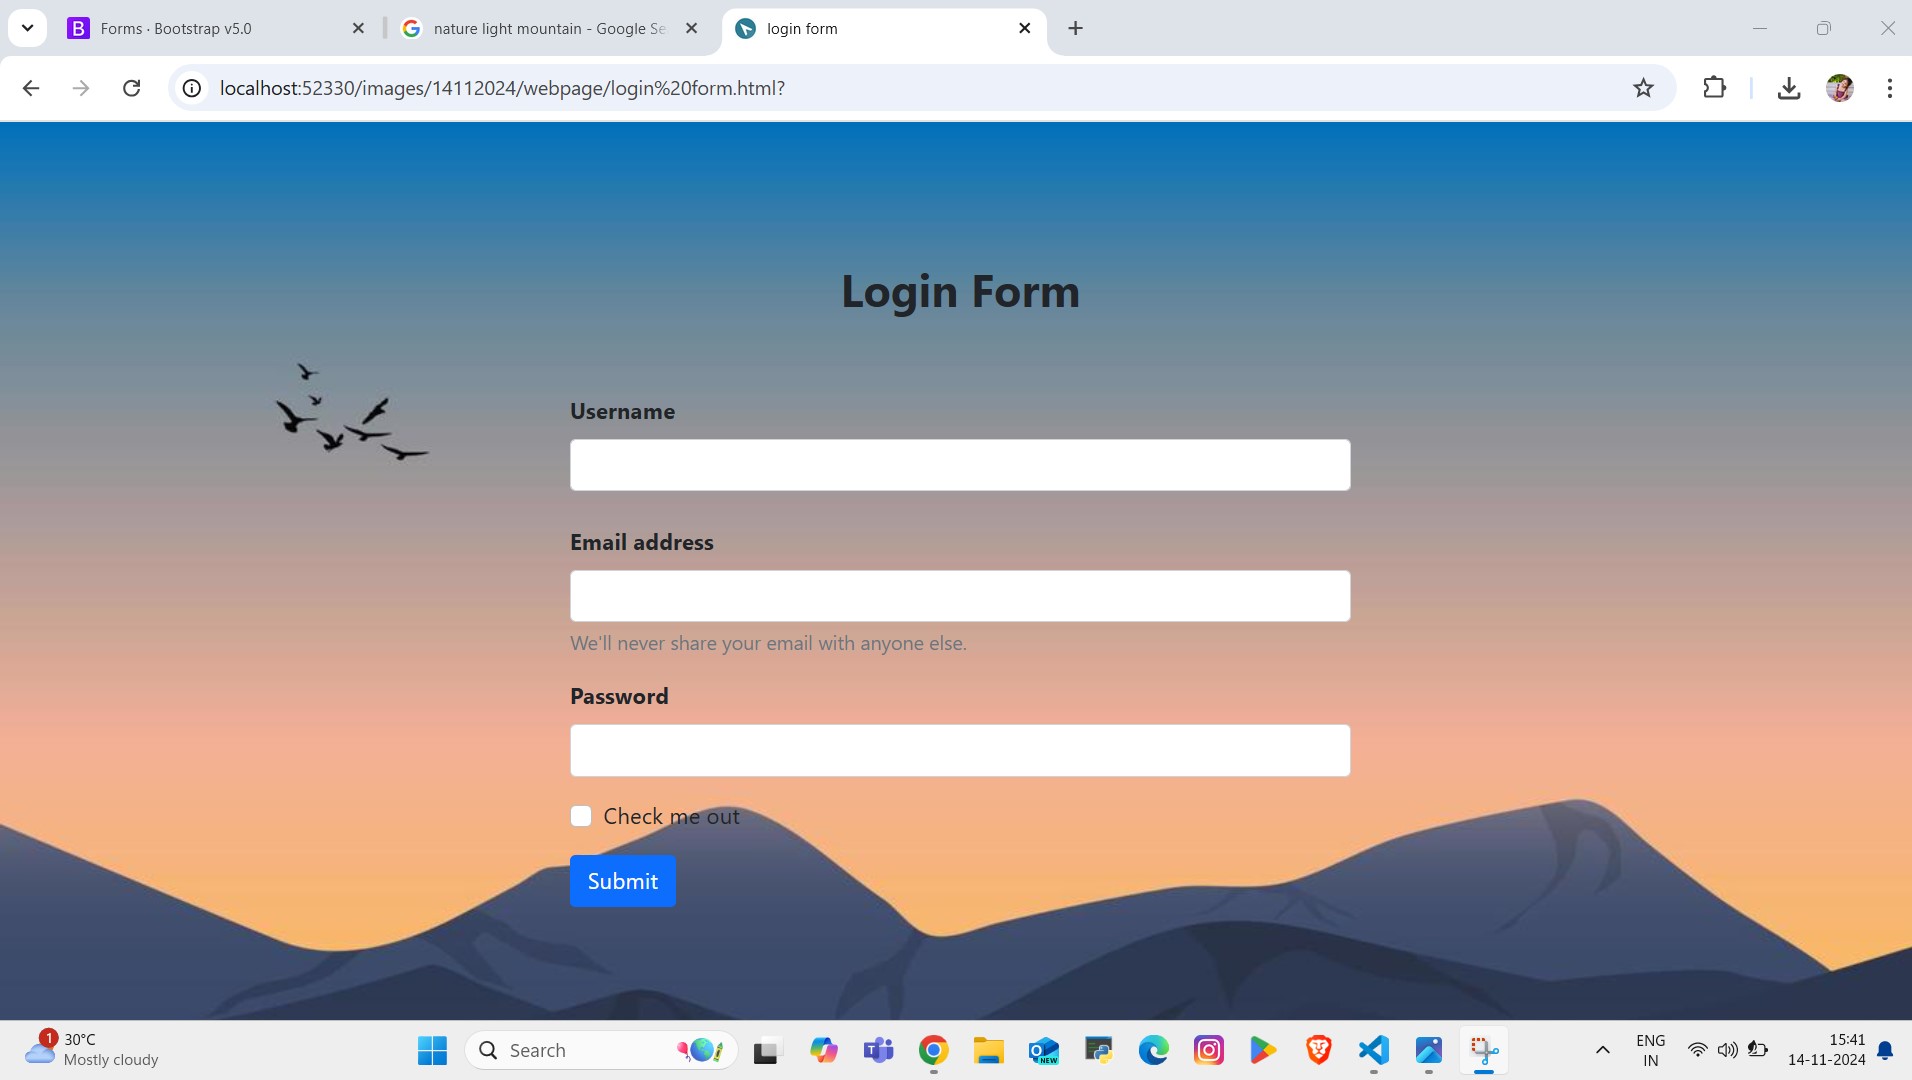 Forms · Bootstrap v5.0
nature light mountain - Google Se
login form
localhost:52330/images/14112024/webpage/login%20form.html?
Login Form
Username
Email address
We'll never share your email with anyone else.
Password
Check me out
Submit
1
30°C
Mostly cloudy
Search
NEW
ENG
IN
15:41
14-11-2024